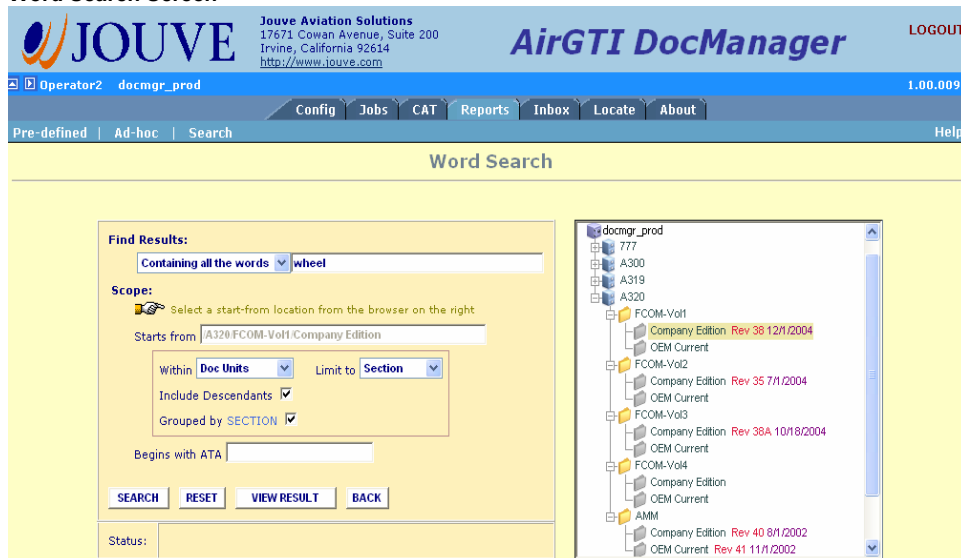 Word Search Screen
JOUVE
Jouve Aviation Solutions
17671 Cowan Avenue, Suite 200
Irvine, California 92614
http://www.jouve.com
AirGTI DocManager
LOGOUT
Operator2 docmgr_prod
1.00.009
Config Jobs CAT Reports Inbox Locate About
Pre-defined | Ad-hoc | Search
Help
Word Search
Find Results:
Containing all the words wheel
Scope:
Select a start-from location from the browser on the right
Starts from /A320/FCOM-Vol1/Company Edition
Within Doc Units Limit to Section
Include Descendants
Grouped by SECTION
Begins with ATA
SEARCH RESET VIEW RESULT BACK
Status:
docmgr_prod
777
A300
A319
A320
FCOM-Vol1
Company Edition Rev 38 12/1/2004
OEM Current
FCOM-Vol2
Company Edition Rev 35 7/1/2004
OEM Current
FCOM-Vol3
Company Edition Rev 38A 10/18/2004
OEM Current
FCOM-Vol4
Company Edition
OEM Current
AMM
Company Edition Rev 40 8/1/2002
OEM Current Rev 41 11/1/2002